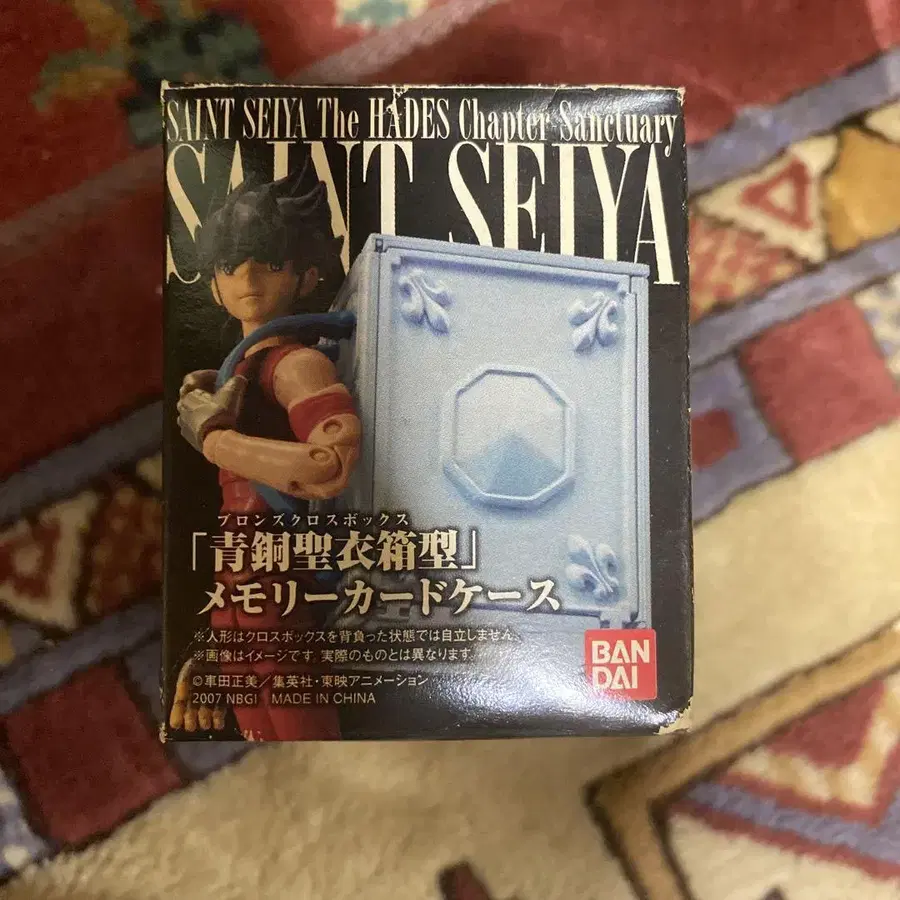 SAINT SEIYA The HADES Chapter Sanctuary
SAINT SEIYA
ブロンズクロスボックス
「青銅聖衣箱型」
メモリーカードケース
※人形はクロスボックスを背負った状態では自立しません。
※画像はイメージです。実際のものとは異なります。
©車田正美/集英社・東映アニメーション
2007 NBGI MADE IN CHINA
BAN
DAI